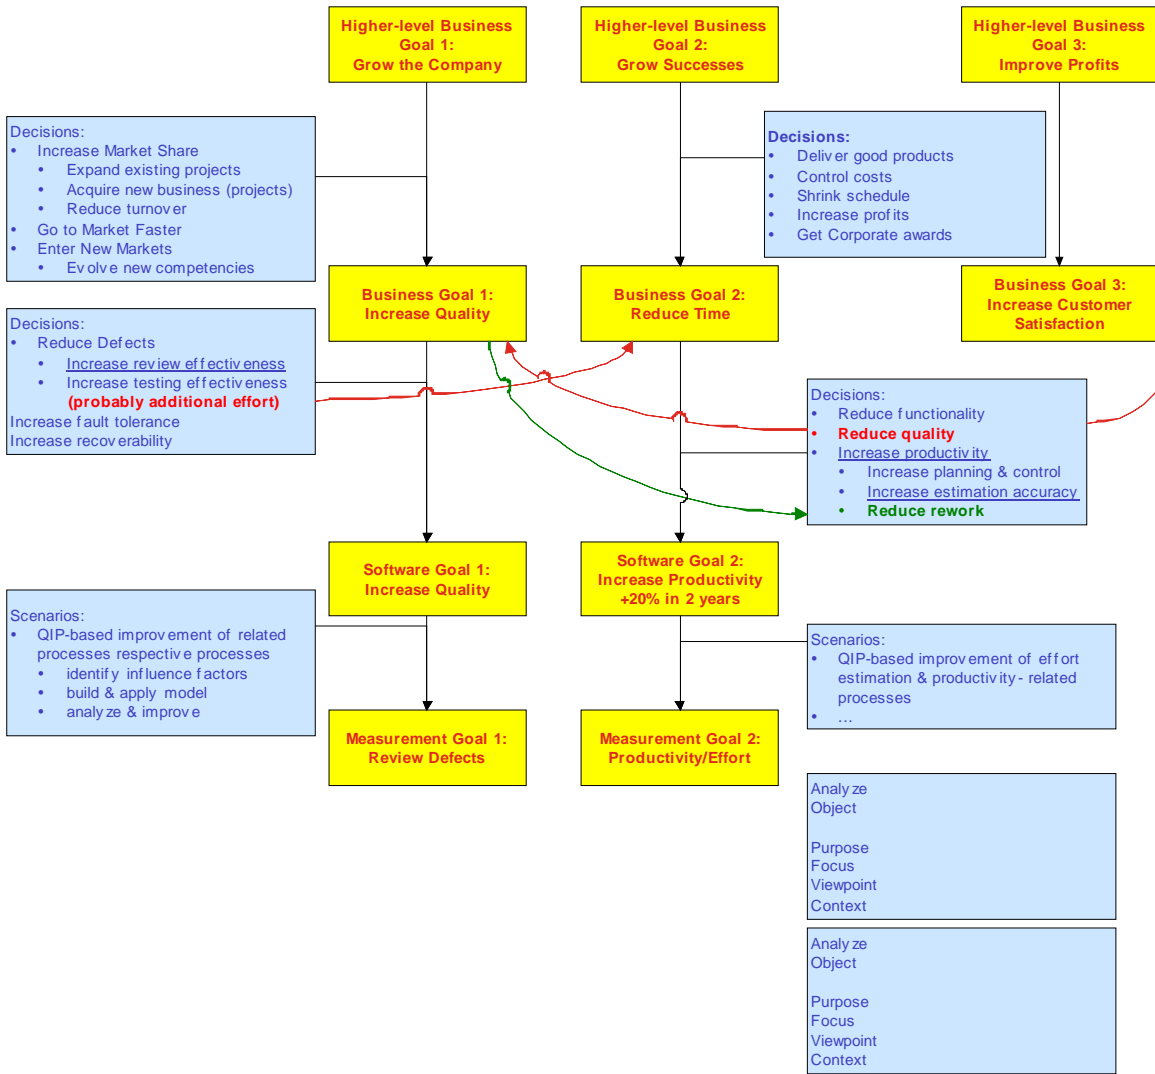 Higher-level Business
Goal 1:
Grow the Company
Higher-level Business
Goal 2:
Grow Successes
Higher-level Business
Goal 3:
Improve Profits
Decisions:
• Increase Market Share
• Expand existing projects
• Acquire new business (projects)
• Reduce turnover
• Go to Market Faster
• Enter New Markets
• Evolve new competencies
Decisions:
• Deliver good products
• Control costs
• Shrink schedule
• Increase profits
• Get Corporate awards
Business Goal 1:
Increase Quality
Business Goal 2:
Reduce Time
Business Goal 3:
Increase Customer
Satisfaction
Decisions:
• Reduce Defects
• Increase review effectiveness
• Increase testing effectiveness
(probably additional effort)
Increase fault tolerance
Increase recoverability
Decisions:
• Reduce functionality
• Reduce quality
• Increase productivity
• Increase planning & control
• Increase estimation accuracy
• Reduce rework
Software Goal 1:
Increase Quality
Software Goal 2:
Increase Productivity
+20% in 2 years
Scenarios:
• QIP-based improvement of related
processes respective processes
• identify influence factors
• build & apply model
• analyze & improve
Scenarios:
• QIP-based improvement of effort
estimation & productivity- related
processes
• ...
Measurement Goal 1:
Review Defects
Measurement Goal 2:
Productivity/Effort
Analyze
Object
Purpose
Focus
Viewpoint
Context
Analyze
Object
Purpose
Focus
Viewpoint
Context